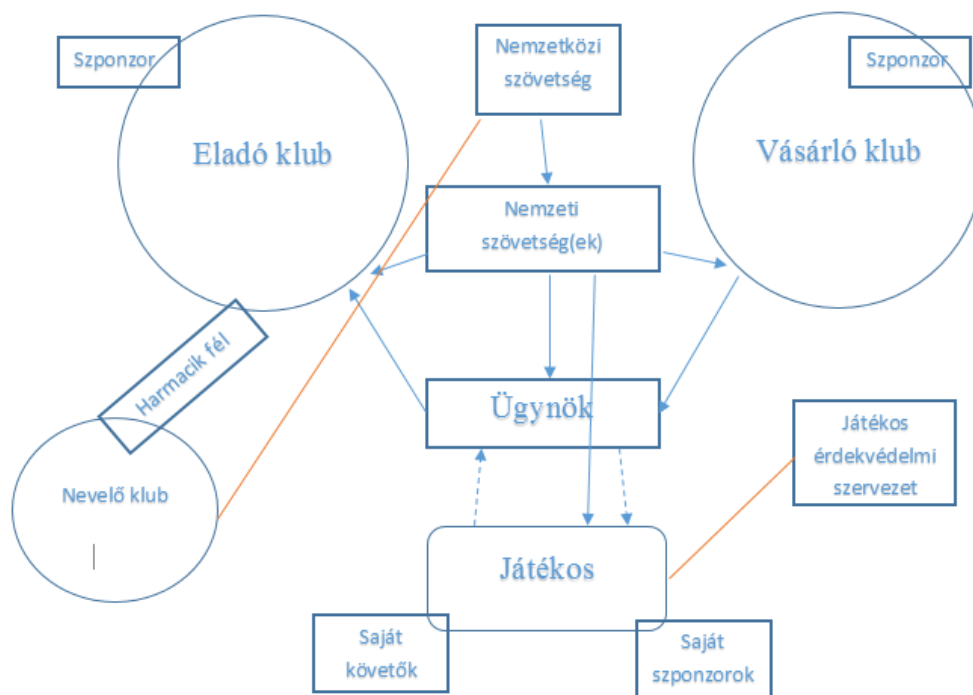 Szponzor
Nemzetközi
szövetség
Szponzor
Eladó klub
Vásárló klub
Nemzeti
szövetség(ek)
Harmacik fél
Ügynök
Játékos
érdekvédelmi
szervezet
Nevelő klub
Játékos
Saját
követők
Saját
szponzorok